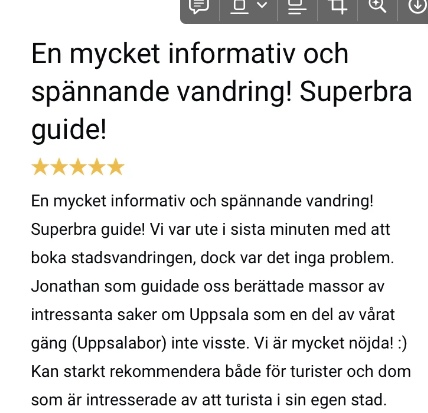 En mycket informativ och
spännande vandring! Superbra
guide!
En mycket informativ och spännande vandring!
Superbra guide! Vi var ute i sista minuten med att
boka stadsvandringen, dock var det inga problem.
Jonathan som guidade oss berättade massor av
intressanta saker om Uppsala som en del av vårat
gäng (Uppsalabor) inte visste. Vi är mycket nöjda! :)
Kan starkt rekommendera både för turister och dom
som är intresserade av att turista i sin egen stad.